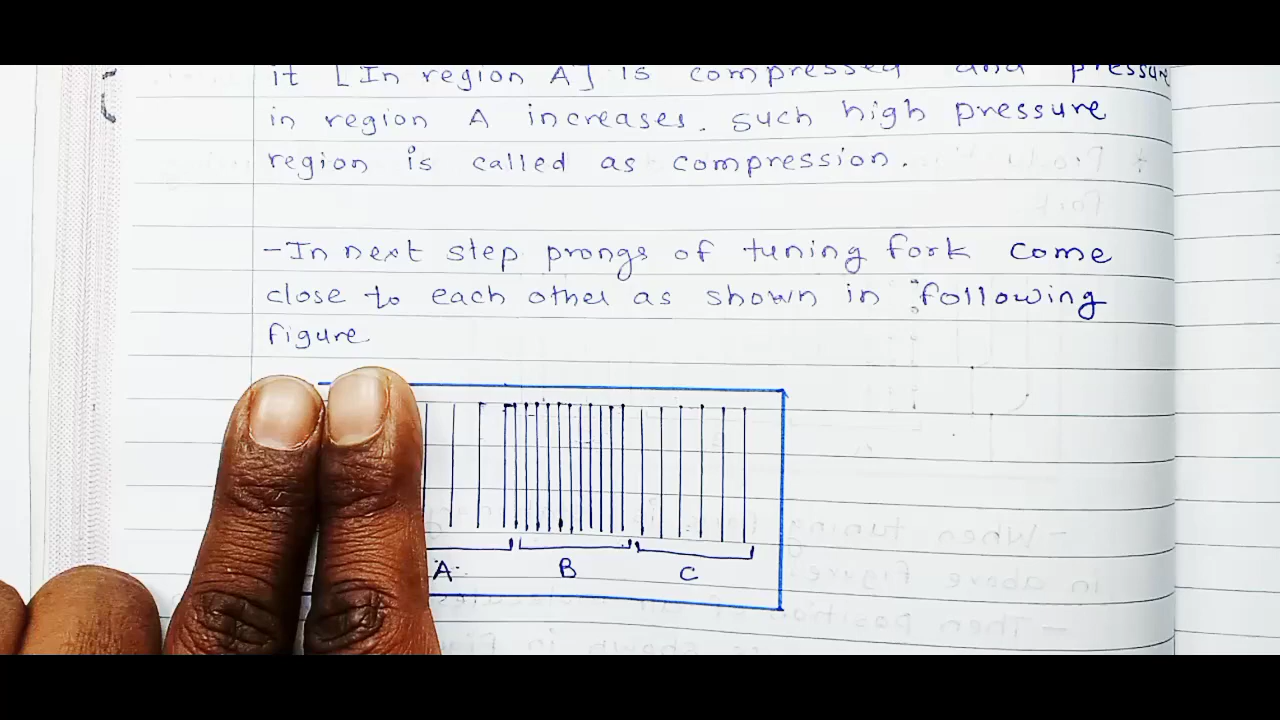 it [In region A] is compressed and pressure
in region A increases. such high pressure
region is called as compression.
- In next step prongs of tuning fork come
close to each other as shown in following
figure
A B C